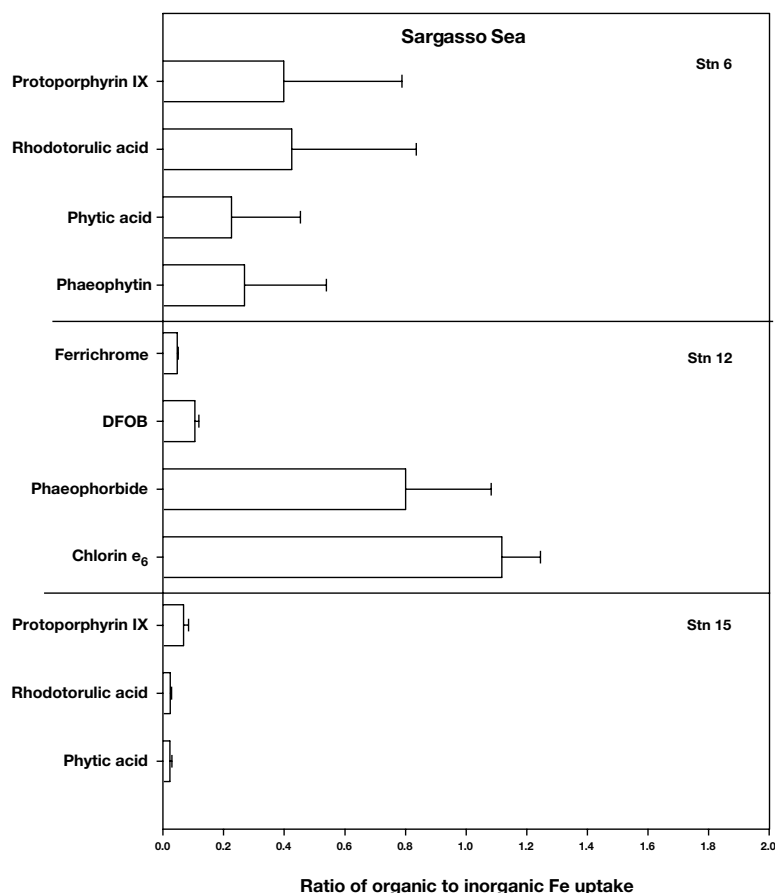 Sargasso Sea
Stn 6
Protoporphyrin IX
Rhodotorulic acid
Phytic acid
Phaeophytin
Stn 12
Ferrichrome
DFOB
Phaeophorbide
Chlorin e₆
Stn 15
Protoporphyrin IX
Rhodotorulic acid
Phytic acid
0.0 0.2 0.4 0.6 0.8 1.0 1.2 1.4 1.6 1.8 2.0
Ratio of organic to inorganic Fe uptake